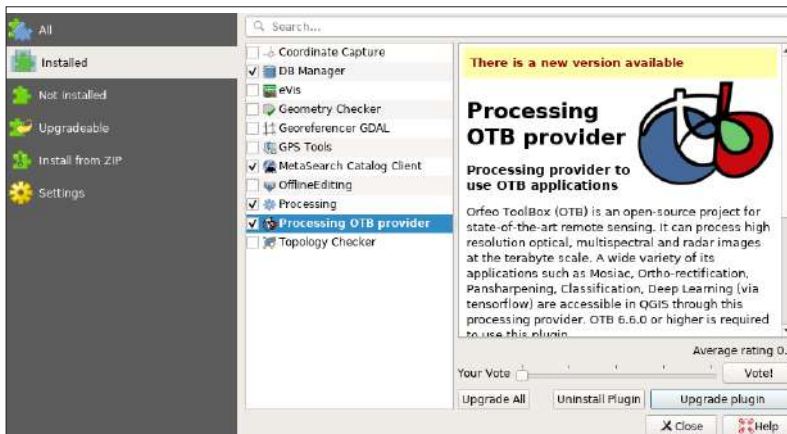 All
Installed
Not installed
Upgradeable
Install from ZIP
Settings
Search...
Coordinate Capture
DB Manager
eVis
Geometry Checker
Georeferencer GDAL
GPS Tools
MetaSearch Catalog Client
OfflineEditing
Processing
Processing OTB provider
Topology Checker
There is a new version available
Processing
OTB provider
Processing provider to
use OTB applications
Orfeo ToolBox (OTB) is an open-source project for
state-of-the-art remote sensing. It can process high
resolution optical, multispectral and radar images
at the terabyte scale. A wide variety of its
applications such as Mosiac, Ortho-rectification,
Pansharpening, Classification, Deep Learning (via
tensorflow) are accessible in QGIS through this
processing provider. OTB 6.6.0 or higher is required
to use this plugin
Average rating 0.
Your Vote
Vote!
Upgrade All
Uninstall Plugin
Upgrade plugin
Close
Help